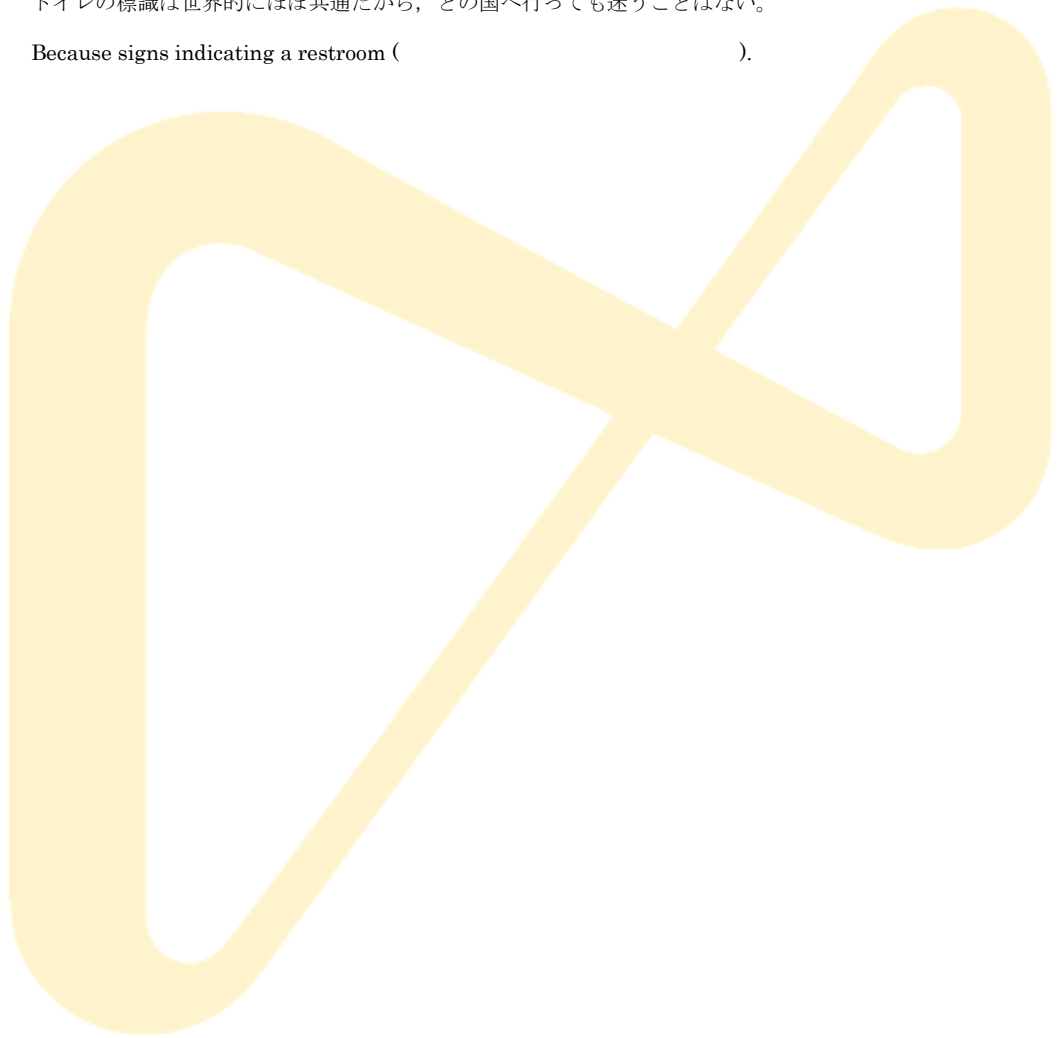 トイレの標識は世界的にほぼ共通だから，どの国へ行っても迷うことはない。
Because signs indicating a restroom ( ).